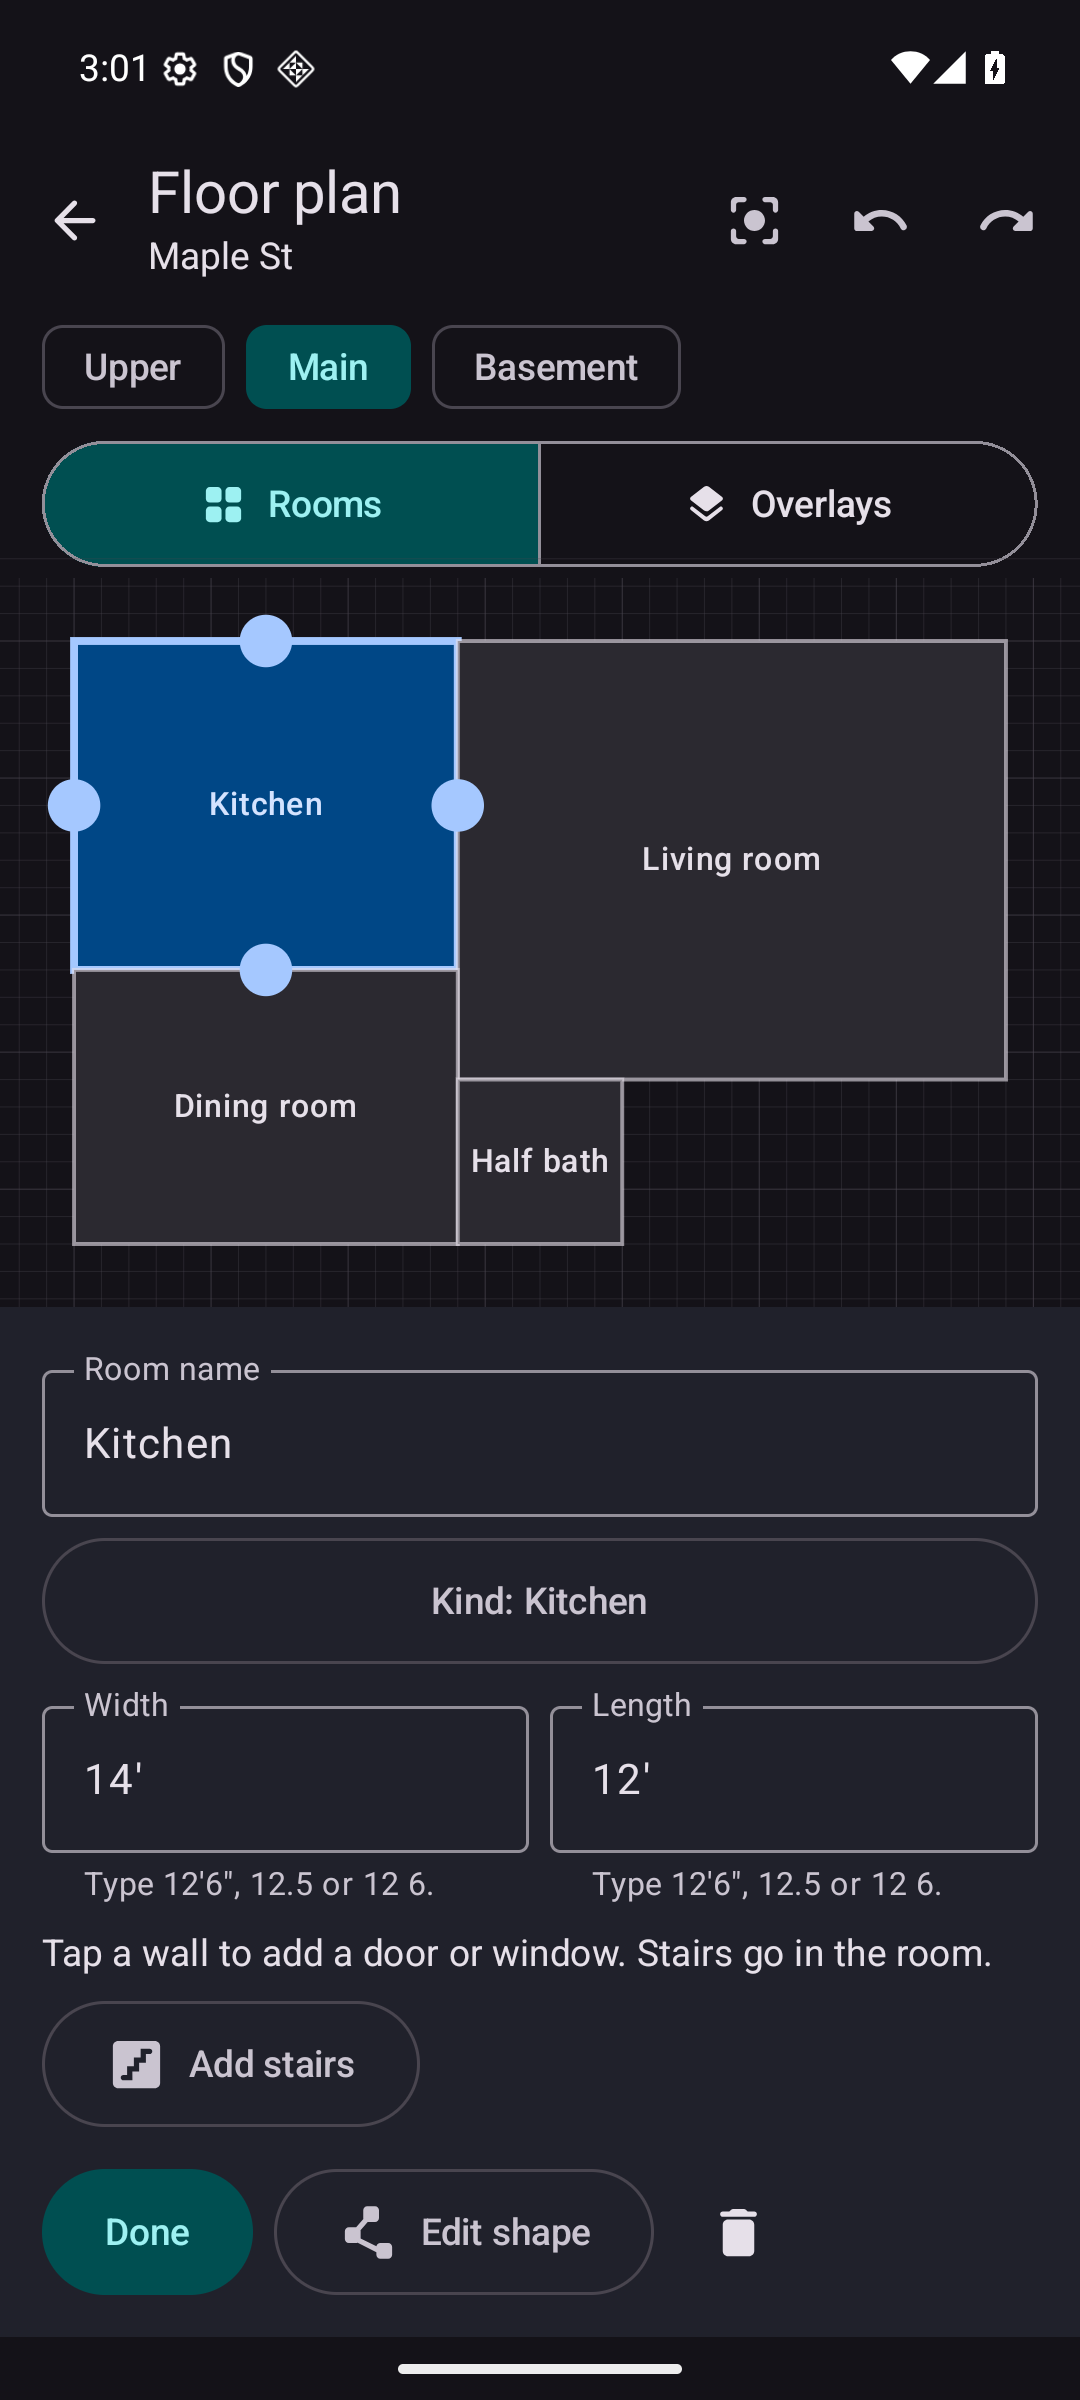 3:01
Floor plan
Maple St
Upper
Main
Basement
Rooms
Overlays
Kitchen
Living room
Dining room
Half bath
Room name
Kitchen
Kind: Kitchen
Width
Length
14'
12'
Type 12'6", 12.5 or 12 6.
Type 12'6", 12.5 or 12 6.
Tap a wall to add a door or window. Stairs go in the room.
Add stairs
Done
Edit shape